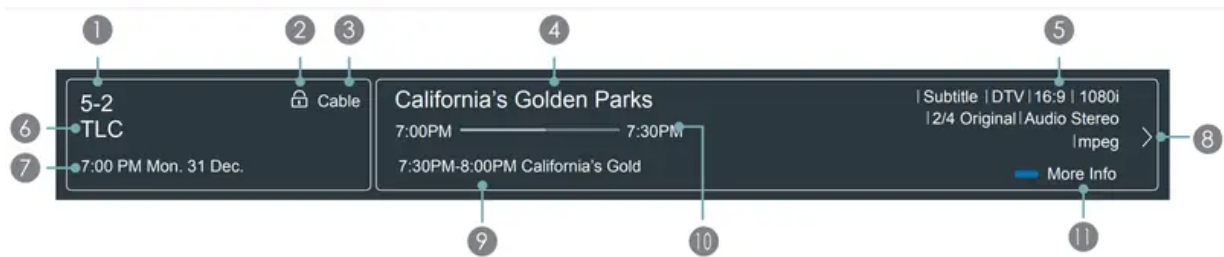 1 2 3 4 5
5-2 Cable
TLC
7:00 PM Mon. 31 Dec.
California's Golden Parks
7:00PM 7:30PM
7:30PM-8:00PM California's Gold
| Subtitle | DTV | 16:9 | 1080i
| 2/4 Original | Audio Stereo
| mpeg
More Info
6
7
8
9 10 11